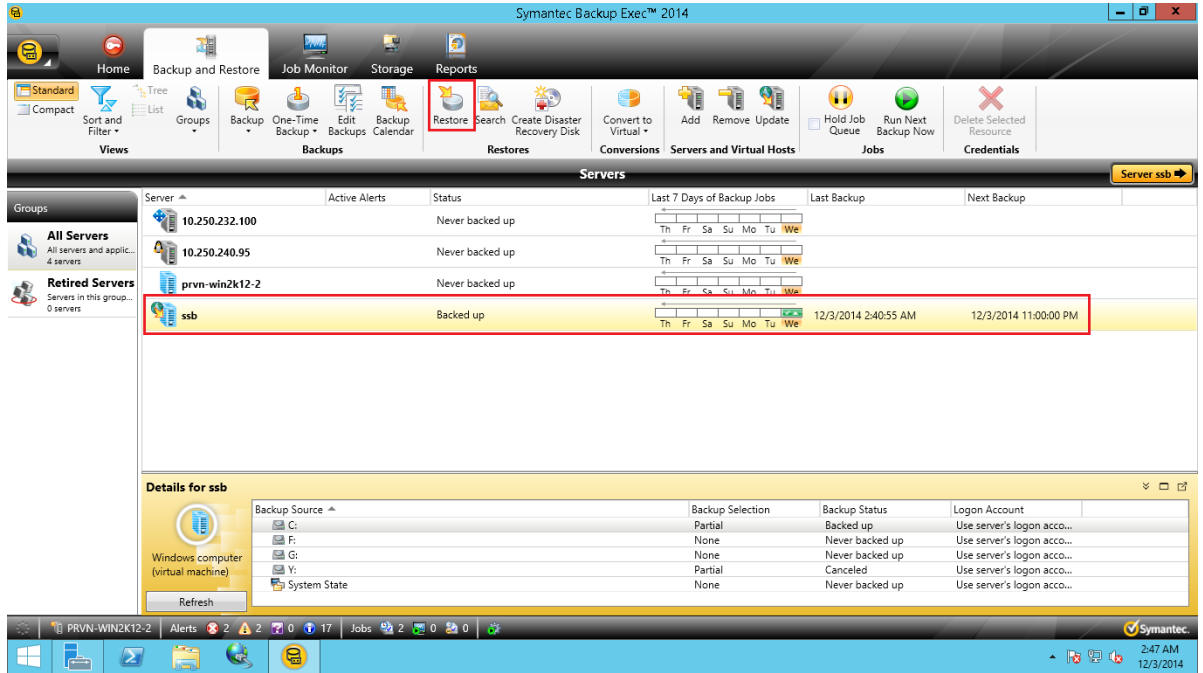 Symantec Backup Exec™ 2014
Home
Backup and Restore
Job Monitor
Storage
Reports
Standard
Compact
Sort and
Filter
Tree
List
Groups
Views
Backup
One-Time
Backup
Edit
Backups
Backup
Calendar
Backups
Restore
Search
Create Disaster
Recovery Disk
Restores
Convert to
Virtual
Conversions
Add
Remove
Update
Servers and Virtual Hosts
Hold Job
Queue
Run Next
Backup Now
Jobs
Delete Selected
Resource
Credentials
Servers
Server ssb
Groups
All Servers
All servers and applic...
4 servers
Retired Servers
Servers in this group...
0 servers
Server Active Alerts Status Last 7 Days of Backup Jobs Last Backup Next Backup
10.250.232.100 Never backed up
Th Fr Sa Su Mo Tu We
10.250.240.95 Never backed up
Th Fr Sa Su Mo Tu We
prvn-win2k12-2 Never backed up
Th Fr Sa Su Mo Tu We
ssb Backed up 12/3/2014 2:40:55 AM 12/3/2014 11:00:00 PM
Th Fr Sa Su Mo Tu We
Details for ssb
Windows computer
(virtual machine)
Refresh
Backup Source Backup Selection Backup Status Logon Account
C: Partial Backed up Use server's logon acco...
F: None Never backed up Use server's logon acco...
G: None Never backed up Use server's logon acco...
Y: Partial Canceled Use server's logon acco...
System State None Never backed up Use server's logon acco...
PRVN-WIN2K12-2 Alerts 2 2 0 17 Jobs 2 0 0
Symantec.
2:47 AM
12/3/2014